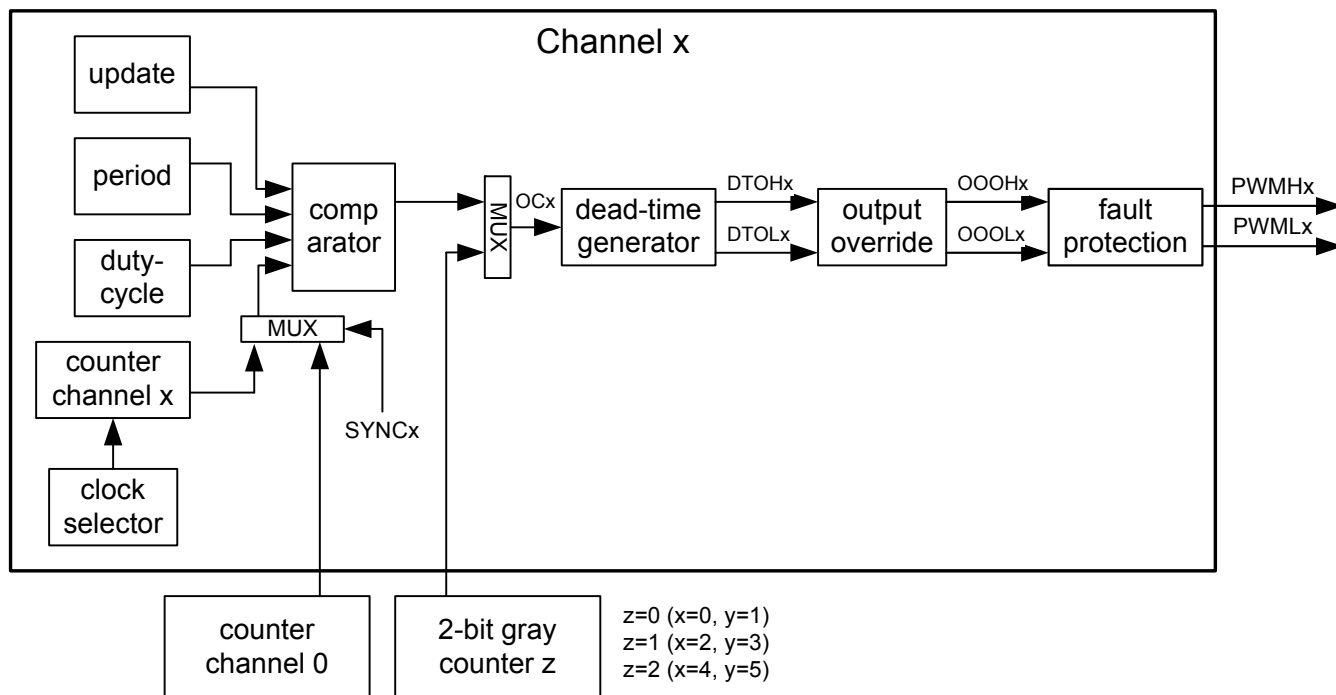 Channel x
update
period
duty-
cycle
comp
arator
MUX
counter
channel x
SYNCx
clock
selector
MUX
OCx
dead-time
generator
DTOHx
DTOLx
output
override
OOOHx
OOOLx
fault
protection
PWMHx
PWMLx
counter
channel 0
2-bit gray
counter z
z=0 (x=0, y=1)
z=1 (x=2, y=3)
z=2 (x=4, y=5)